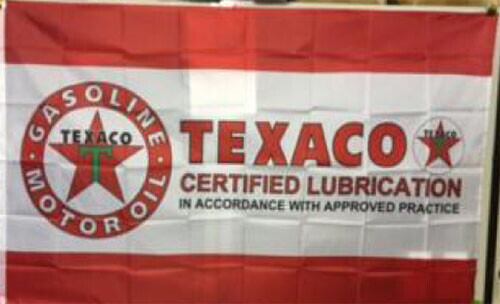 GASOLINE
TEXACO
T
MOTOR OIL
TEXACO
TEXACO
T
CERTIFIED LUBRICATION
IN ACCORDANCE WITH APPROVED PRACTICE